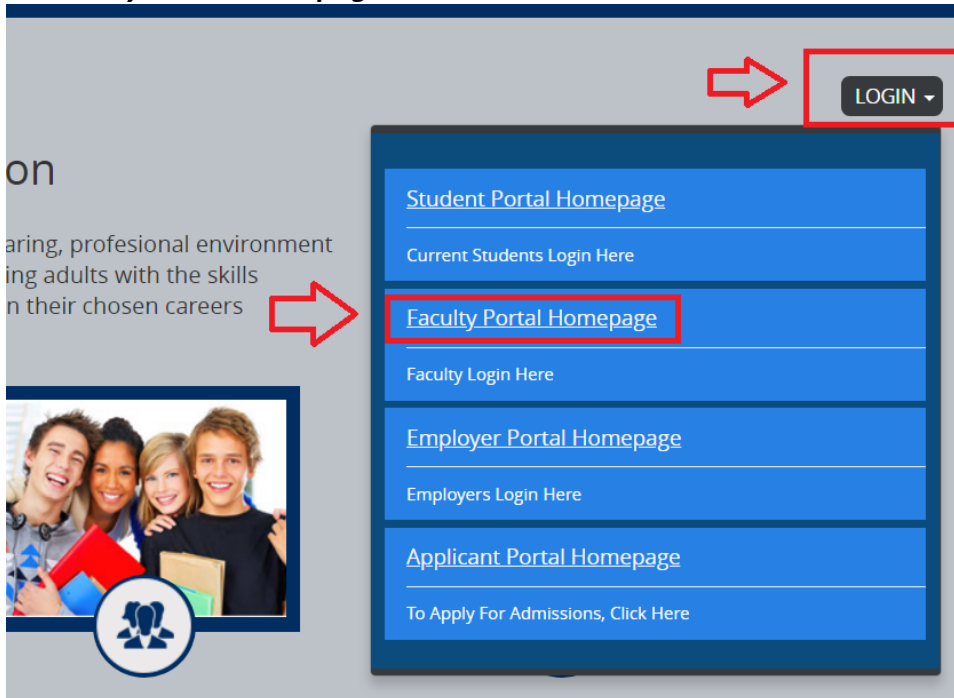 LOGIN
on
aring, profesional environment
ing adults with the skills
n their chosen careers
Student Portal Homepage
Current Students Login Here
Faculty Portal Homepage
Faculty Login Here
Employer Portal Homepage
Employers Login Here
Applicant Portal Homepage
To Apply For Admissions, Click Here